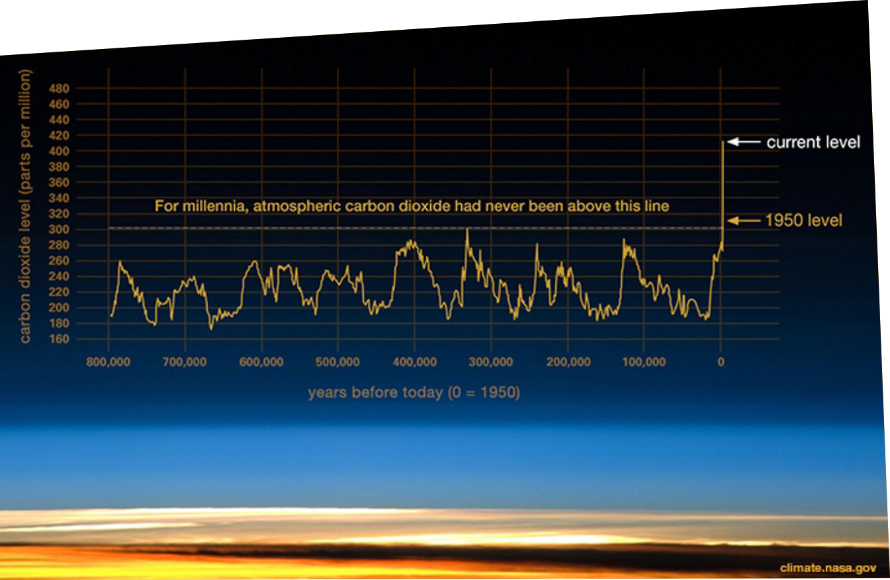 carbon dioxide level (parts per million)
480
460
440
420
400
380
360
340
320
300
280
260
240
220
200
180
160
For millennia, atmospheric carbon dioxide had never been above this line
current level
1950 level
800,000 700,000 600,000 500,000 400,000 300,000 200,000 100,000 0
years before today (0 = 1950)
climate.nasa.gov